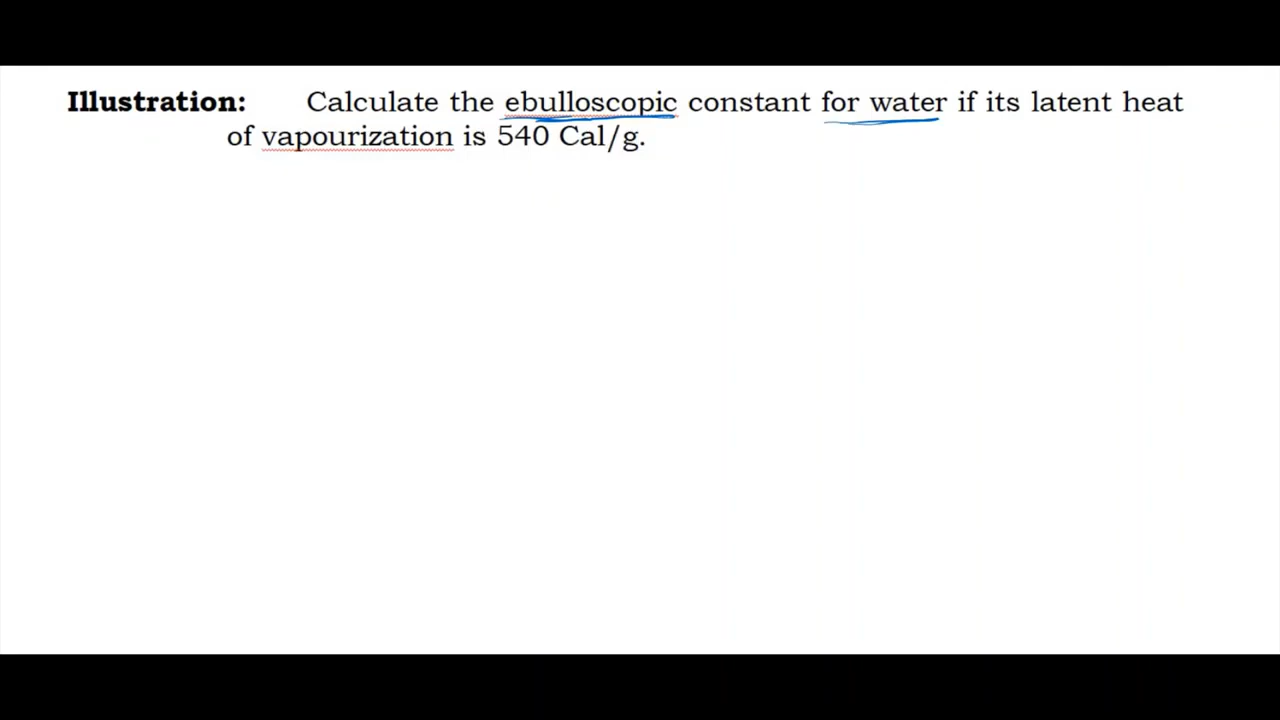 Illustration: Calculate the ebulloscopic constant for water if its latent heat
of vapourization is 540 Cal/g.